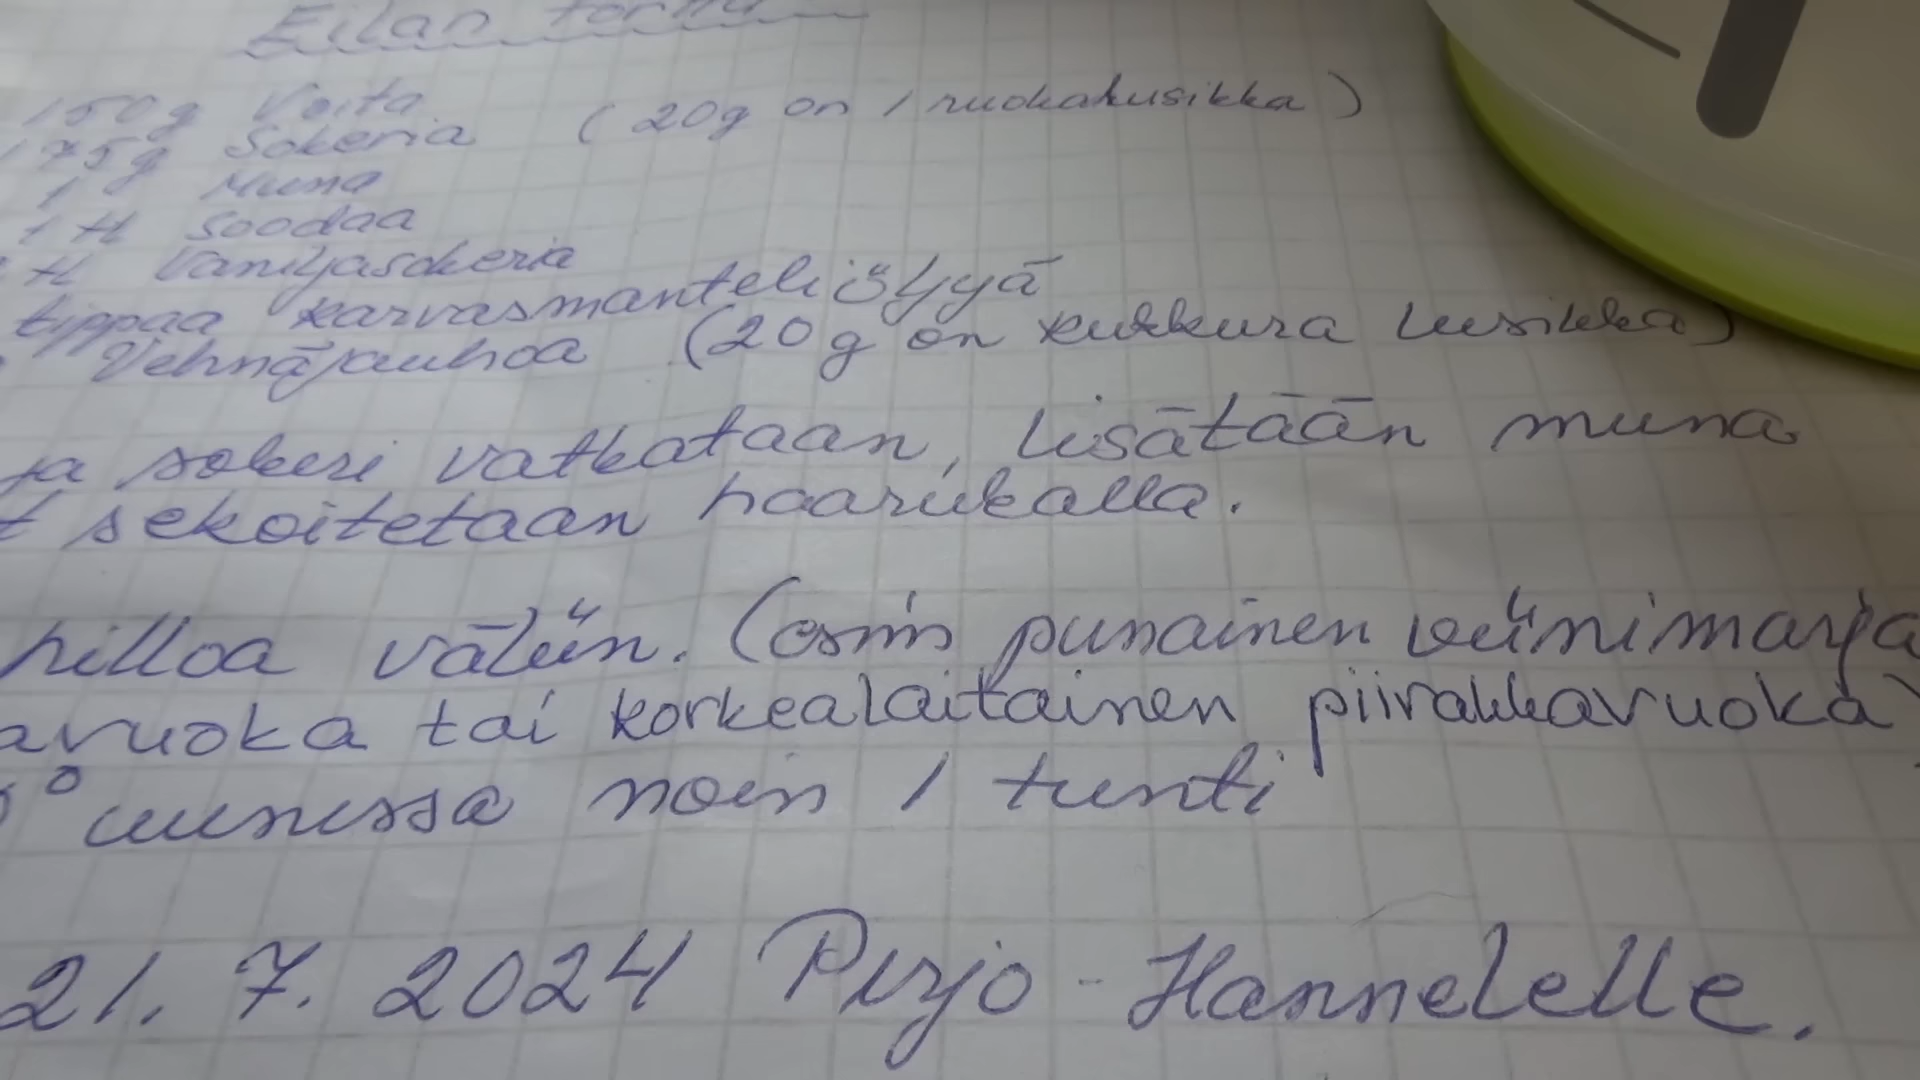 Eilan torttu
150g Voita
175g Sokeria (20g on 1 ruokalusikka)
1 Muna
1 tl Soodaa
tl Vaniljasokeria
tippaa karvasmanteliöljyä
Vehnäjauhoa (20g on kukkura lusikka)
ja sokeri vatkataan, lisätään muna
t sekoitetaan haarukalla.
hilloa väliin. (esim punainen viinimarja
avuoka tai korkealaitainen piirakkavuoka)
° uunissa noin 1 tunti
21.7.2024 Pirjo-Hannelelle.